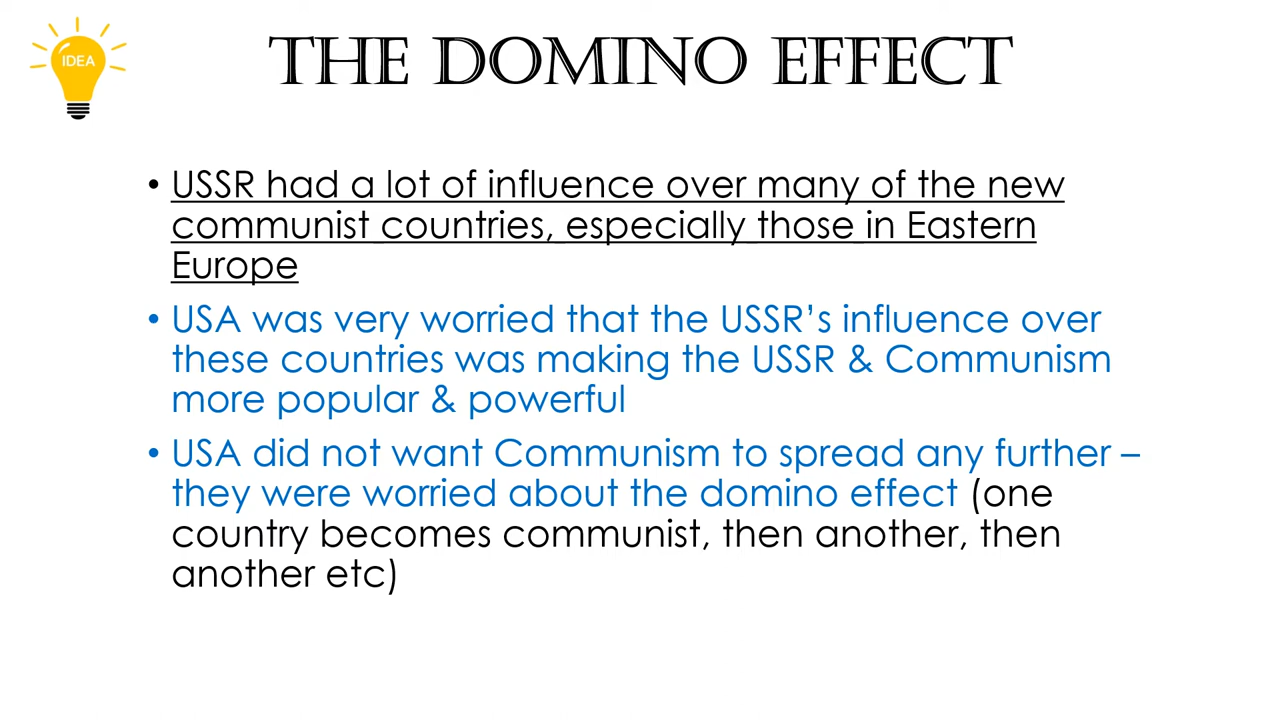 IDEA
THE DOMINO EFFECT
• USSR had a lot of influence over many of the new
communist countries, especially those in Eastern
Europe
• USA was very worried that the USSR’s influence over
these countries was making the USSR & Communism
more popular & powerful
• USA did not want Communism to spread any further –
they were worried about the domino effect (one
country becomes communist, then another, then
another etc)